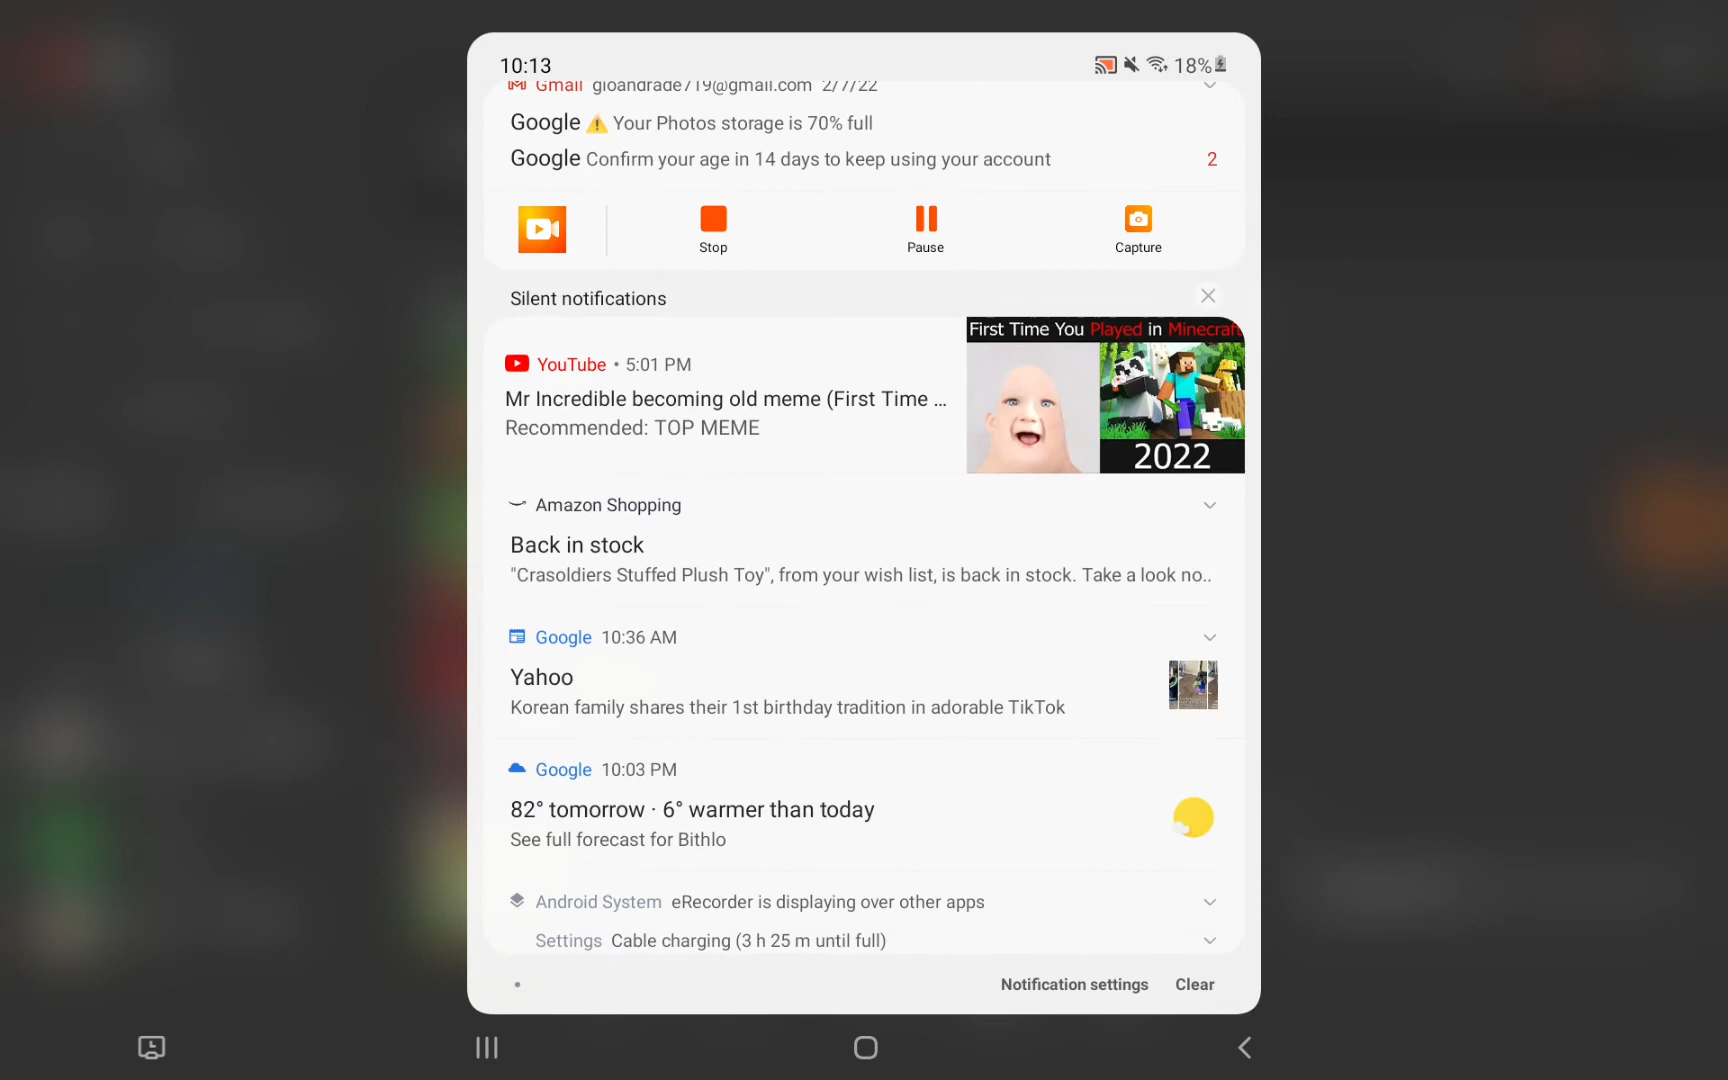 10:13
18%
Gmail gioandrade719@gmail.com 2/7/22
Google ⚠ Your Photos storage is 70% full
Google Confirm your age in 14 days to keep using your account 2
Stop Pause Capture
Silent notifications
First Time You Played in Minecraft
YouTube • 5:01 PM
Mr Incredible becoming old meme (First Time ...
Recommended: TOP MEME
2022
Amazon Shopping
Back in stock
"Crasoldiers Stuffed Plush Toy", from your wish list, is back in stock. Take a look no..
Google 10:36 AM
Yahoo
Korean family shares their 1st birthday tradition in adorable TikTok
Google 10:03 PM
82° tomorrow · 6° warmer than today
See full forecast for Bithlo
Android System eRecorder is displaying over other apps
Settings Cable charging (3 h 25 m until full)
Notification settings Clear